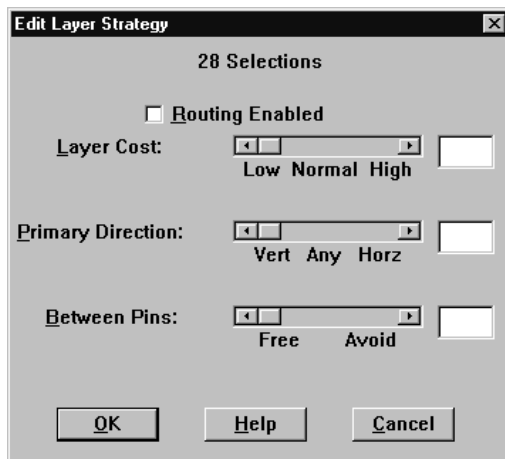 Edit Layer Strategy
28 Selections
Routing Enabled
Layer Cost:
Low Normal High
Primary Direction:
Vert Any Horz
Between Pins:
Free Avoid
OK Help Cancel